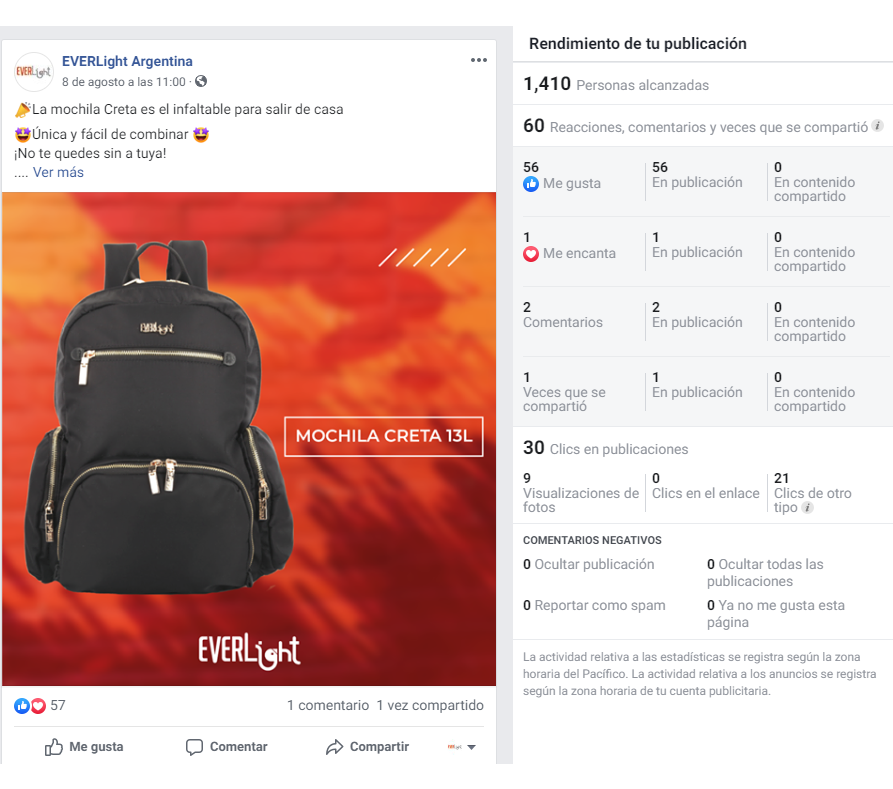 EVERLight Argentina
8 de agosto a las 11:00 ·
La mochila Creta es el infaltable para salir de casa
Única y fácil de combinar
¡No te quedes sin a tuya!
.... Ver más
EVERLight
EVERLight
MOCHILA CRETA 13L
EVERLight
57
1 comentario 1 vez compartido
Me gusta
Comentar
Compartir
Rendimiento de tu publicación
1,410 Personas alcanzadas
60 Reacciones, comentarios y veces que se compartió
56
Me gusta
56
En publicación
0
En contenido
compartido
1
Me encanta
1
En publicación
0
En contenido
compartido
2
Comentarios
2
En publicación
0
En contenido
compartido
1
Veces que se
compartió
1
En publicación
0
En contenido
compartido
30 Clics en publicaciones
9
Visualizaciones de
fotos
0
Clics en el enlace
21
Clics de otro
tipo
COMENTARIOS NEGATIVOS
0 Ocultar publicación
0 Ocultar todas las
publicaciones
0 Reportar como spam
0 Ya no me gusta esta
página
La actividad relativa a las estadísticas se registra según la zona
horaria del Pacífico. La actividad relativa a los anuncios se registra
según la zona horaria de tu cuenta publicitaria.